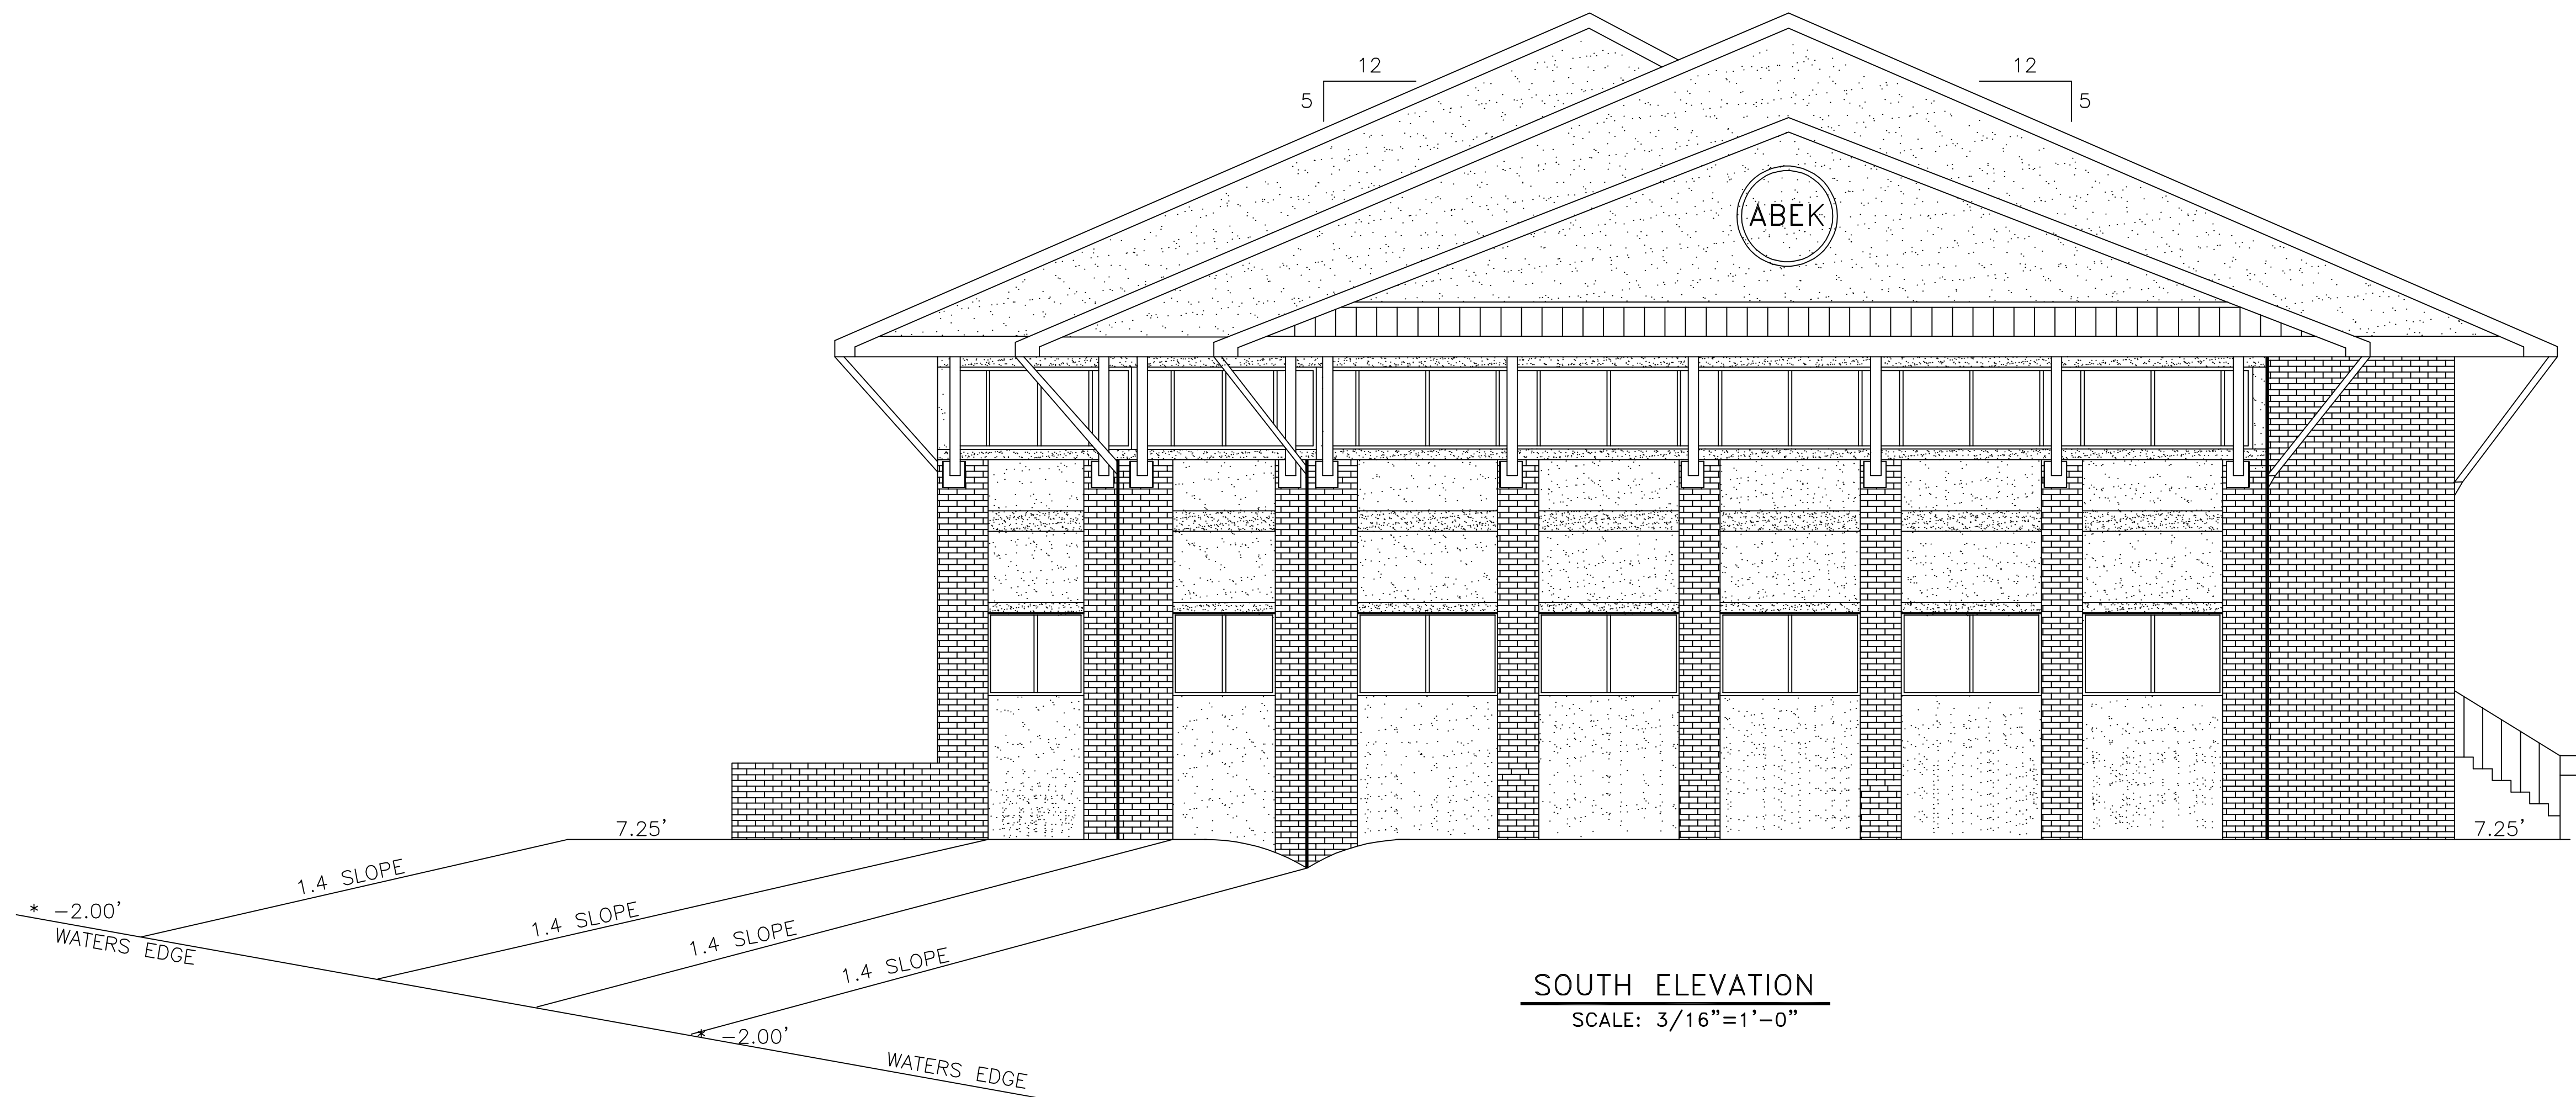 12
5
12
5
ABEK
7.25'
7.25'
1.4 SLOPE
* -2.00'
WATERS EDGE
1.4 SLOPE
1.4 SLOPE
1.4 SLOPE
* -2.00'
WATERS EDGE
SOUTH ELEVATION
SCALE: 3/16"=1'-0"